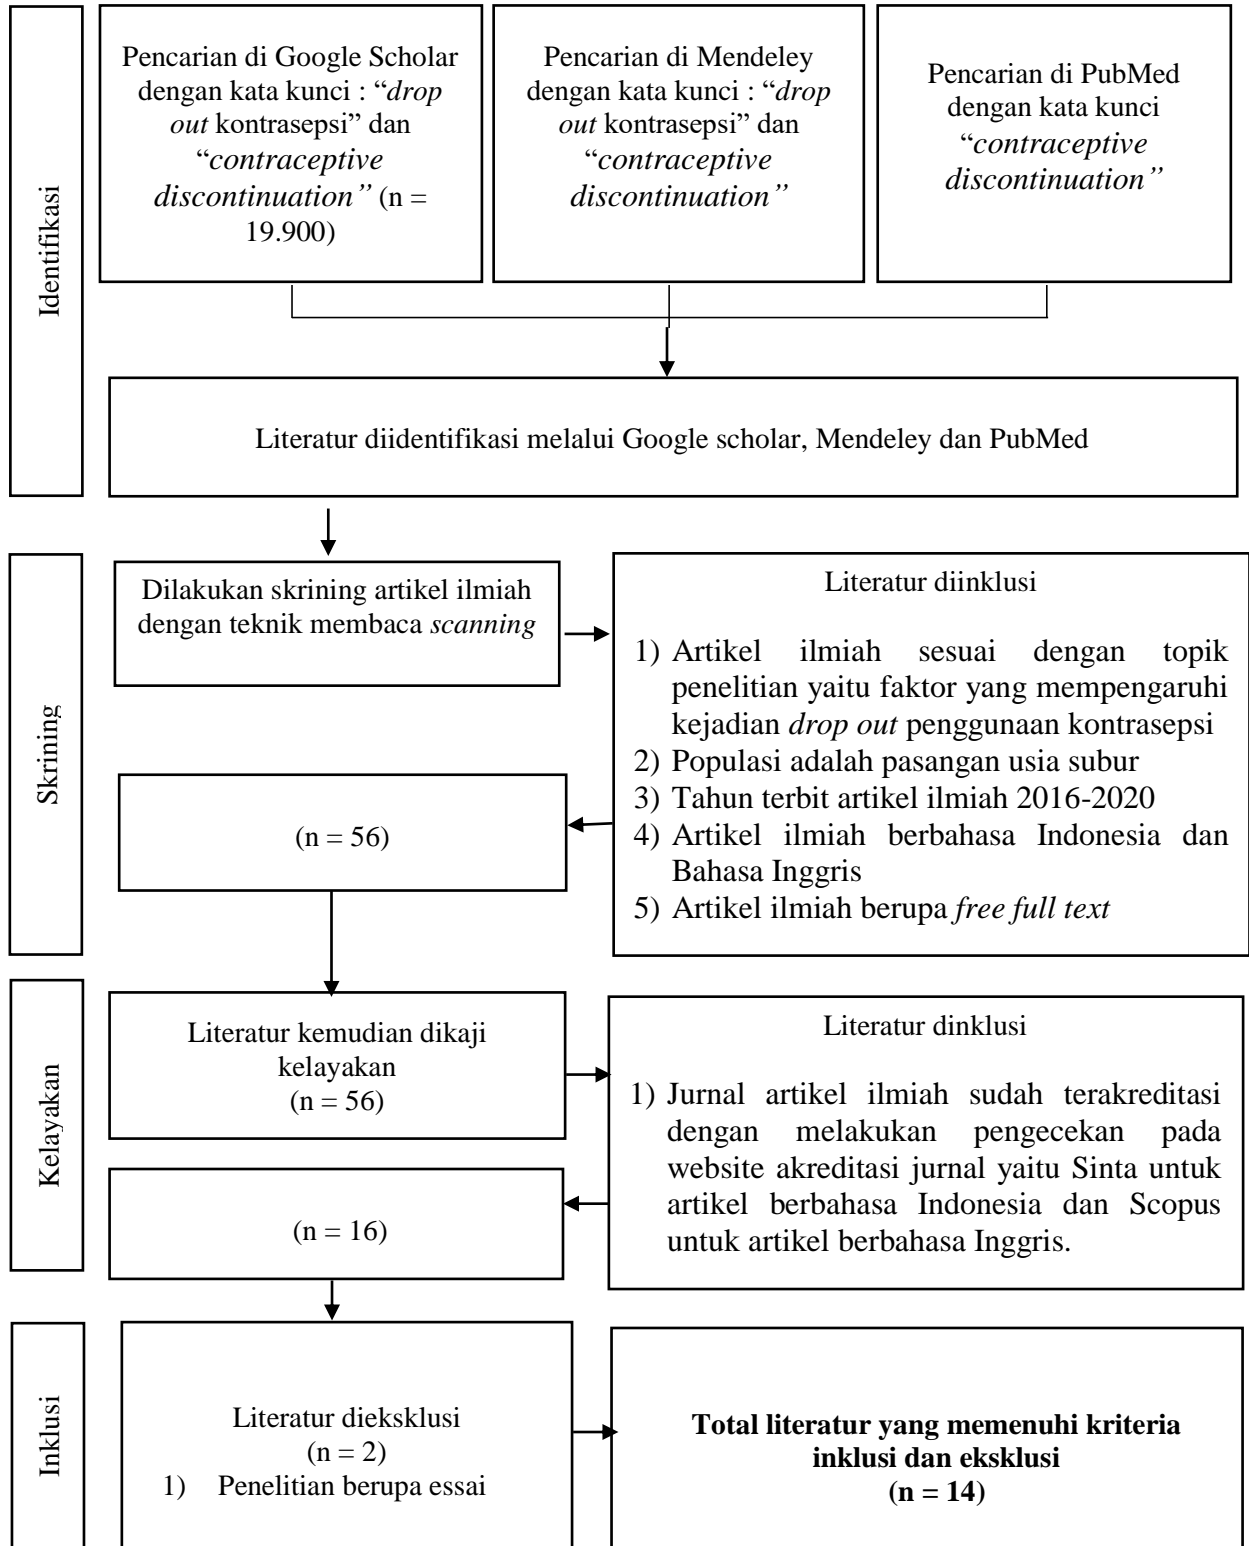 Identifikasi
Pencarian di Google Scholar
dengan kata kunci : “drop
out kontrasepsi” dan
“contraceptive
discontinuation” (n =
19.900)
Pencarian di Mendeley
dengan kata kunci : “drop
out kontrasepsi” dan
“contraceptive
discontinuation”
Pencarian di PubMed
dengan kata kunci
“contraceptive
discontinuation”
Literatur diidentifikasi melalui Google scholar, Mendeley dan PubMed
Skrining
Dilakukan skrining artikel ilmiah
dengan teknik membaca scanning
Literatur diinklusi
1) Artikel ilmiah sesuai dengan topik
penelitian yaitu faktor yang mempengaruhi
kejadian drop out penggunaan kontrasepsi
2) Populasi adalah pasangan usia subur
3) Tahun terbit artikel ilmiah 2016-2020
4) Artikel ilmiah berbahasa Indonesia dan
Bahasa Inggris
5) Artikel ilmiah berupa free full text
(n = 56)
Kelayakan
Literatur kemudian dikaji
kelayakan
(n = 56)
Literatur dinklusi
1) Jurnal artikel ilmiah sudah terakreditasi
dengan melakukan pengecekan pada
website akreditasi jurnal yaitu Sinta untuk
artikel berbahasa Indonesia dan Scopus
untuk artikel berbahasa Inggris.
(n = 16)
Inklusi
Literatur dieksklusi
(n = 2)
1) Penelitian berupa essai
Total literatur yang memenuhi kriteria
inklusi dan eksklusi
(n = 14)